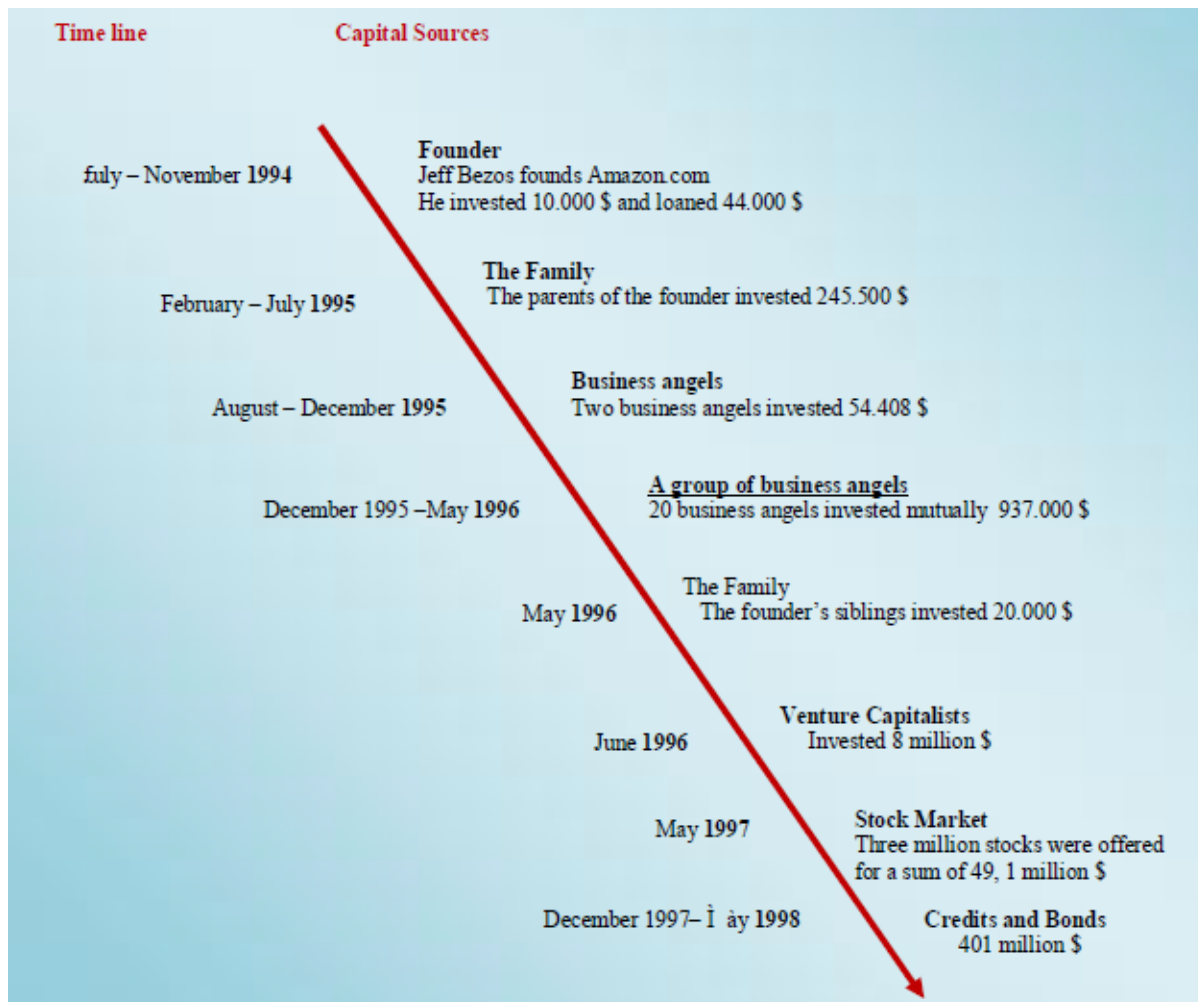 Time line Capital Sources
July – November 1994
Founder
Jeff Bezos founds Amazon.com
He invested 10.000 $ and loaned 44.000 $
February – July 1995
The Family
The parents of the founder invested 245.500 $
August – December 1995
Business angels
Two business angels invested 54.408 $
December 1995 –May 1996
A group of business angels
20 business angels invested mutually 937.000 $
May 1996
The Family
The founder's siblings invested 20.000 $
June 1996
Venture Capitalists
Invested 8 million $
May 1997
Stock Market
Three million stocks were offered
for a sum of 49, 1 million $
December 1997– Ì ày 1998
Credits and Bonds
401 million $